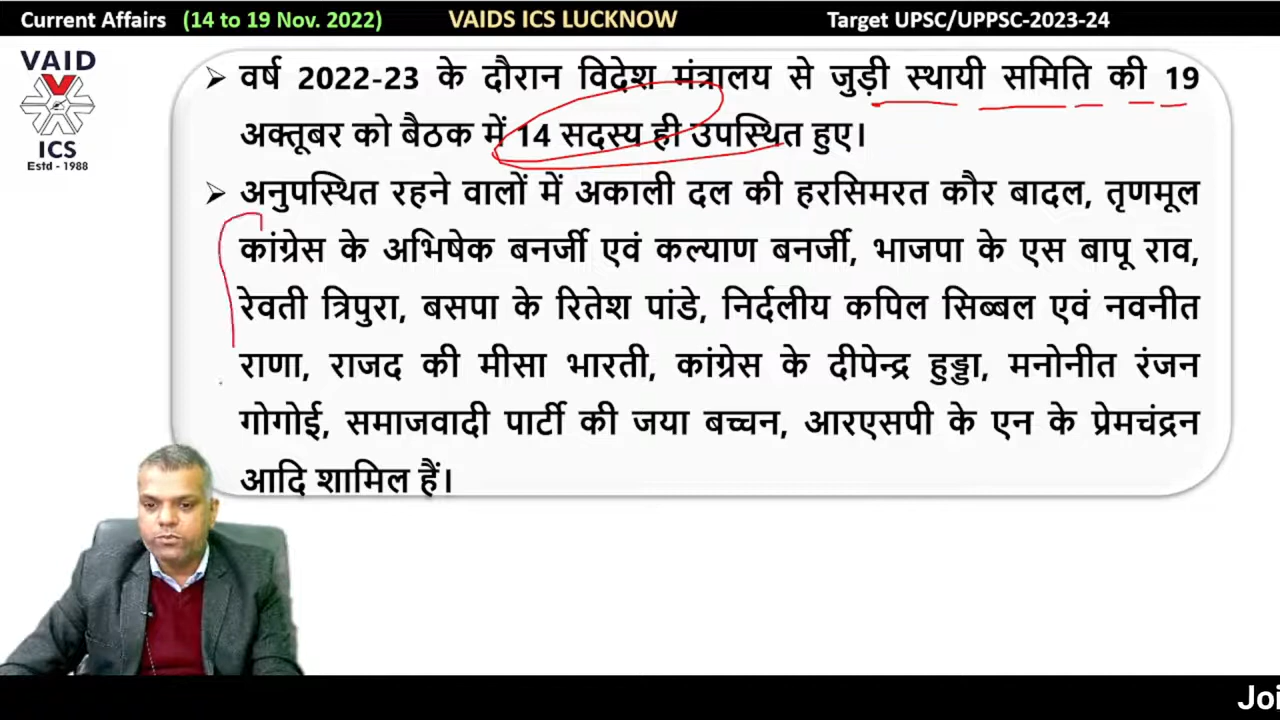 Current Affairs (14 to 19 Nov. 2022) VAIDS ICS LUCKNOW Target UPSC/UPPSC-2023-24
VAID
ICS
Estd - 1988
➤ वर्ष 2022-23 के दौरान विदेश मंत्रालय से जुड़ी स्थायी समिति की 19
अक्तूबर को बैठक में 14 सदस्य ही उपस्थित हुए।
➤ अनुपस्थित रहने वालों में अकाली दल की हरसिमरत कौर बादल, तृणमूल
कांग्रेस के अभिषेक बनर्जी एवं कल्याण बनर्जी, भाजपा के एस बापू राव,
रेवती त्रिपुरा, बसपा के रितेश पांडे, निर्दलीय कपिल सिब्बल एवं नवनीत
राणा, राजद की मीसा भारती, कांग्रेस के दीपेन्द्र हुड्डा, मनोनीत रंजन
गोगोई, समाजवादी पार्टी की जया बच्चन, आरएसपी के एन के प्रेमचंद्रन
आदि शामिल हैं।
Joi